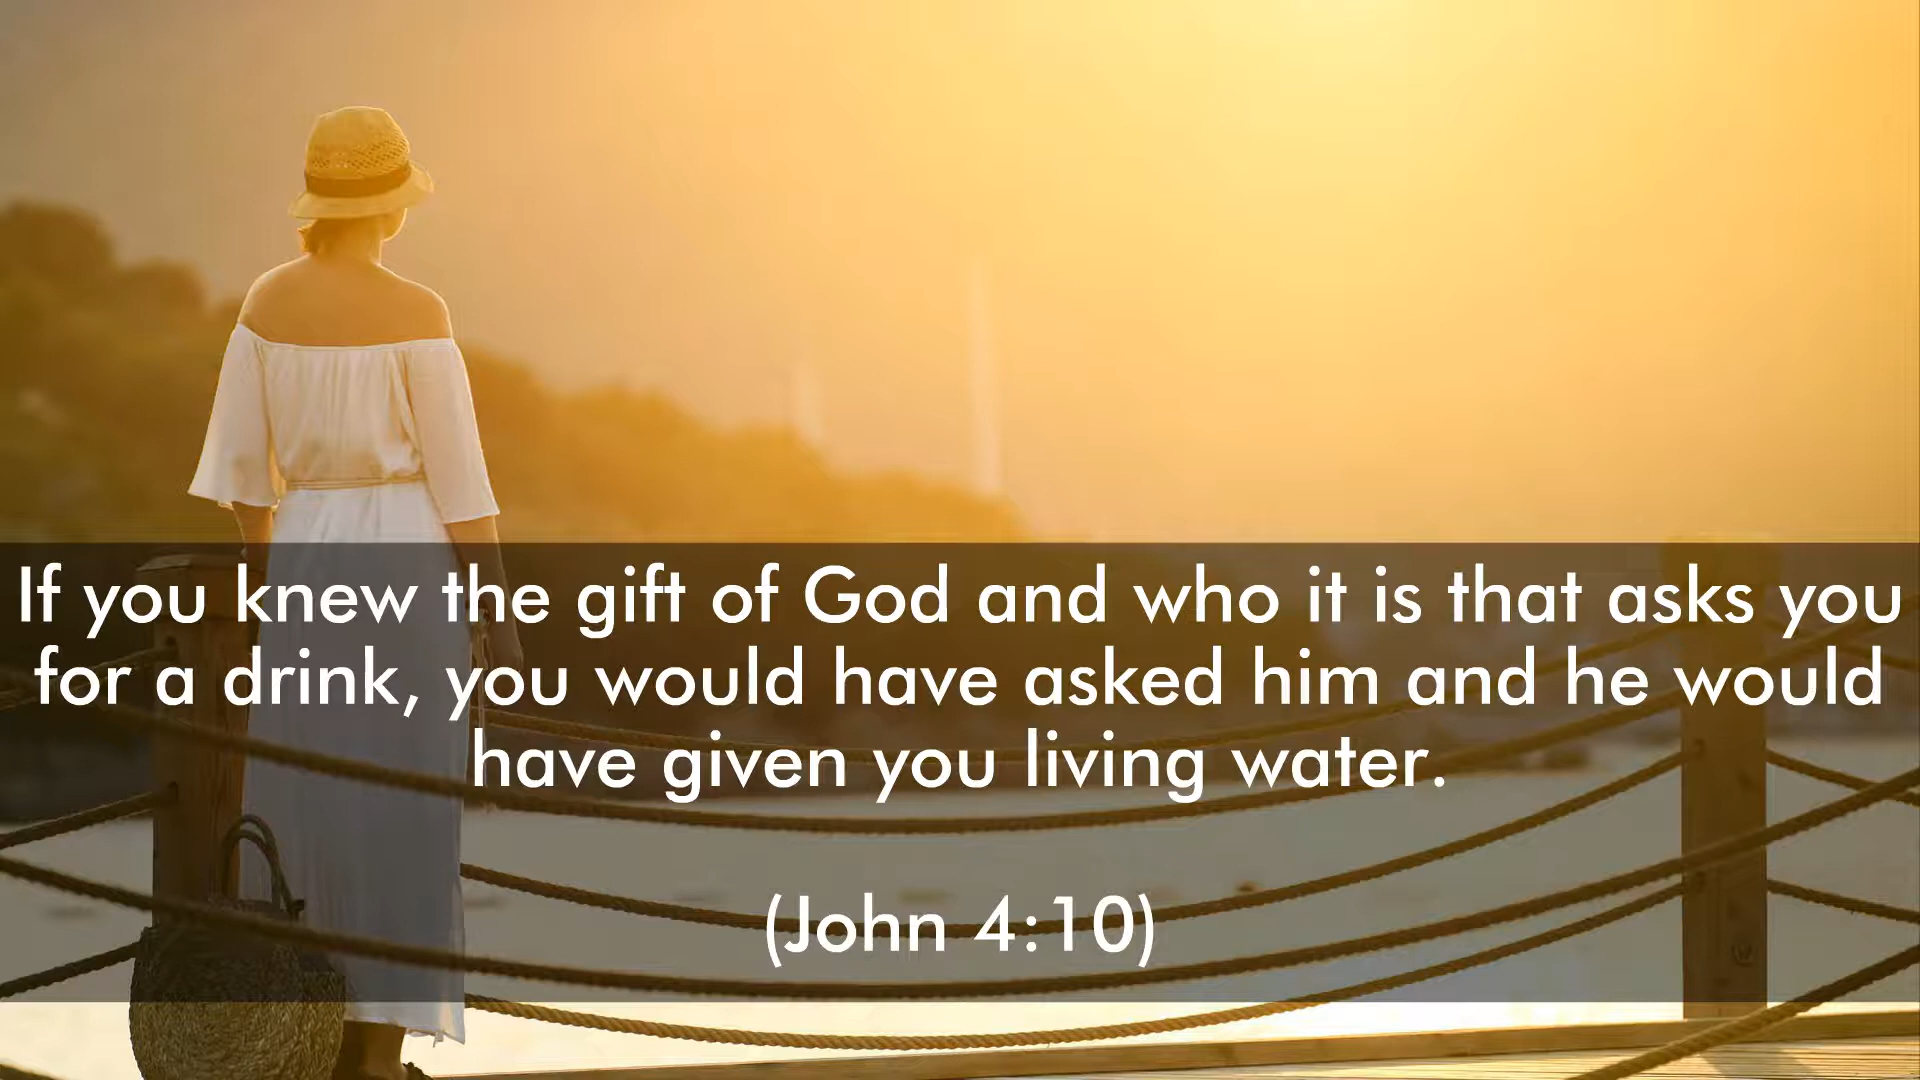 If you knew the gift of God and who it is that asks you
for a drink, you would have asked him and he would
have given you living water.
(John 4:10)